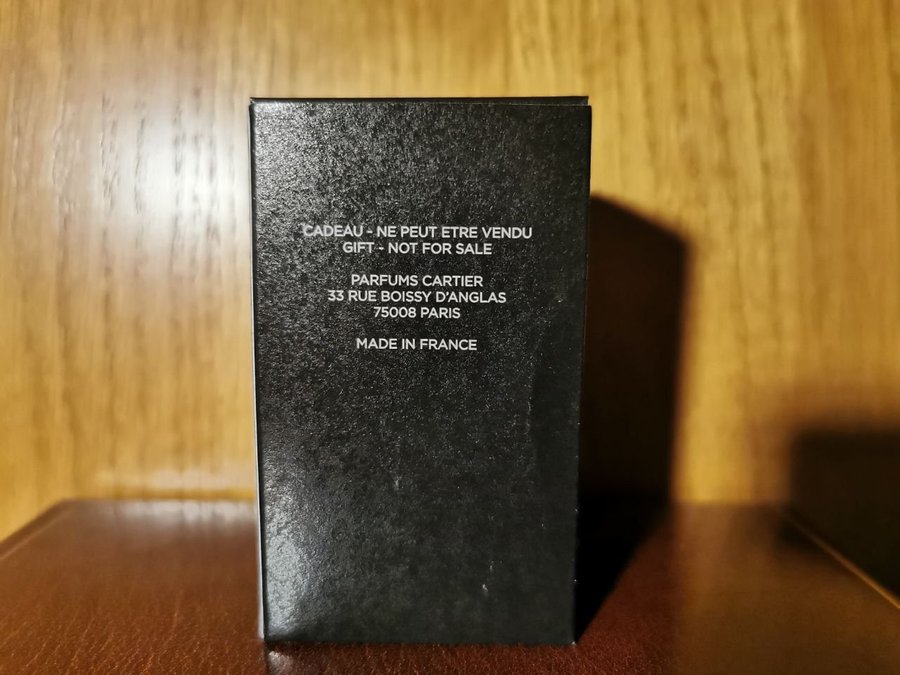 CADEAU - NE PEUT ETRE VENDU
GIFT - NOT FOR SALE
PARFUMS CARTIER
33 RUE BOISSY D'ANGLAS
75008 PARIS
MADE IN FRANCE